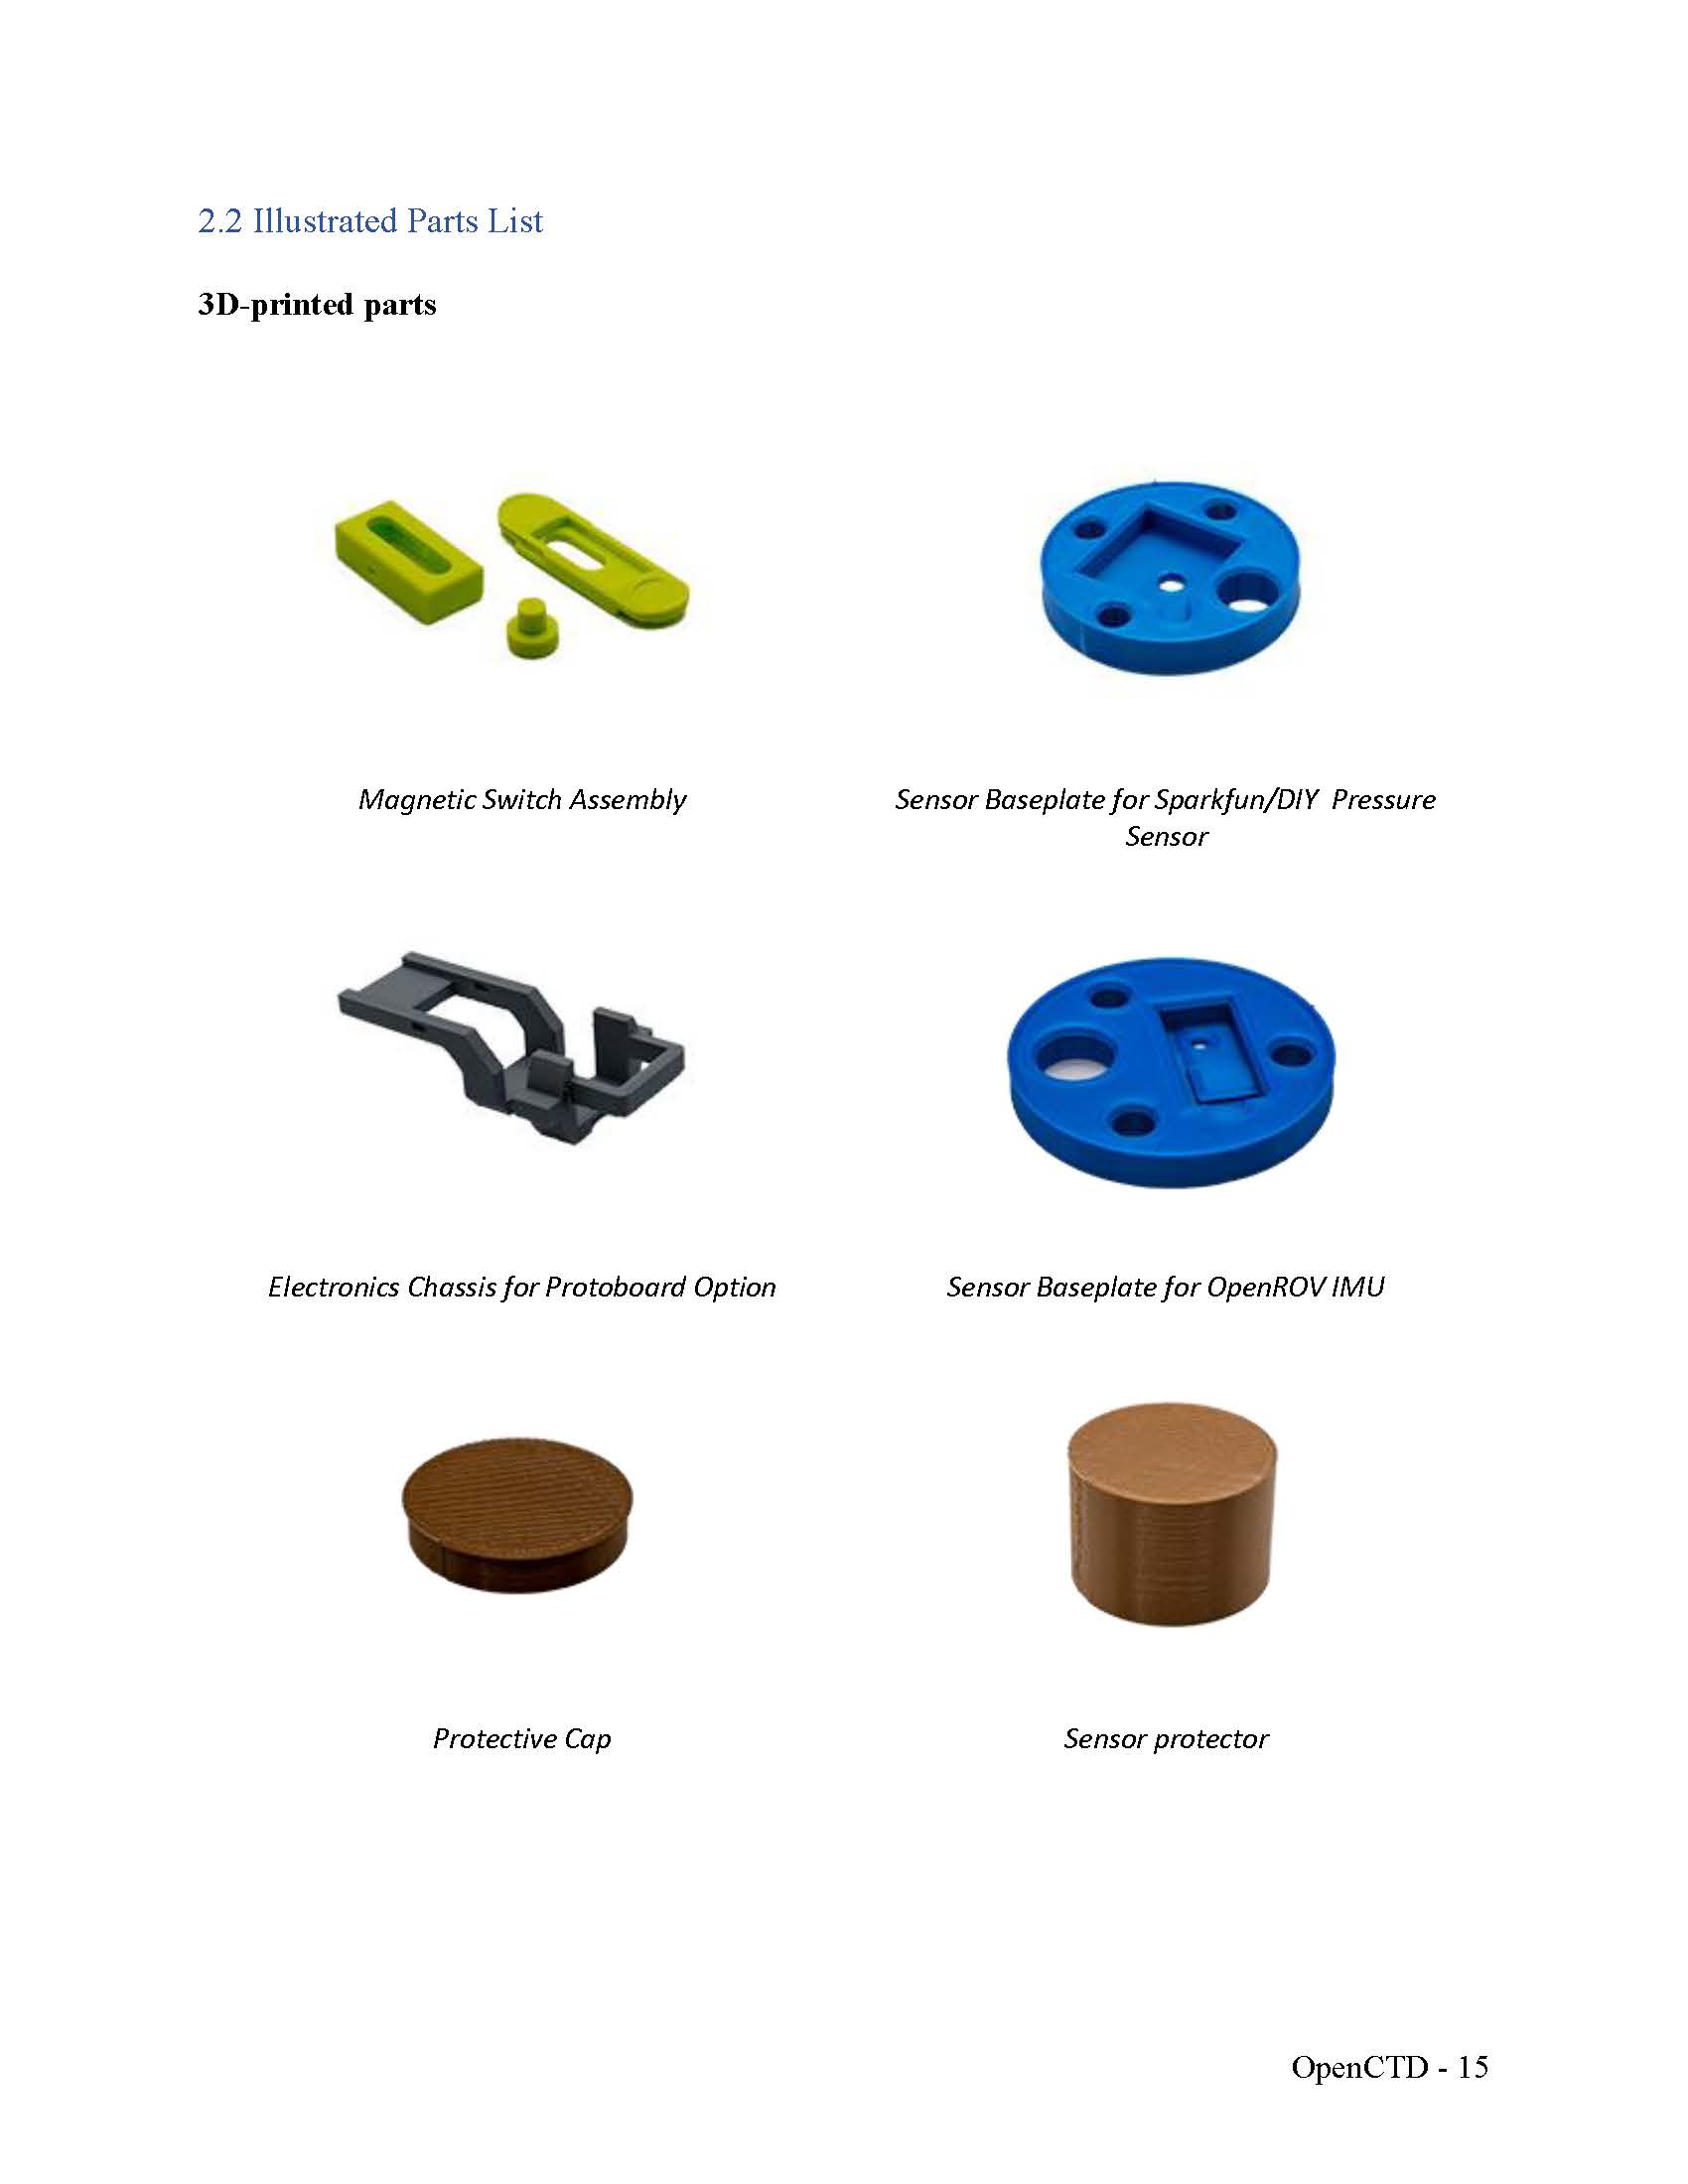 2.2 Illustrated Parts List
3D-printed parts
Magnetic Switch Assembly
Sensor Baseplate for Sparkfun/DIY Pressure
Sensor
Electronics Chassis for Protoboard Option
Sensor Baseplate for OpenROV IMU
Protective Cap
Sensor protector
OpenCTD - 15